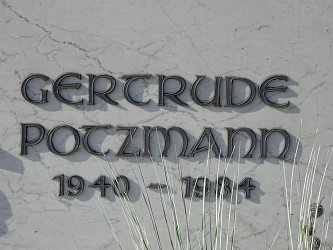 GERTRUDE
POTZMANN
1940 - 1984